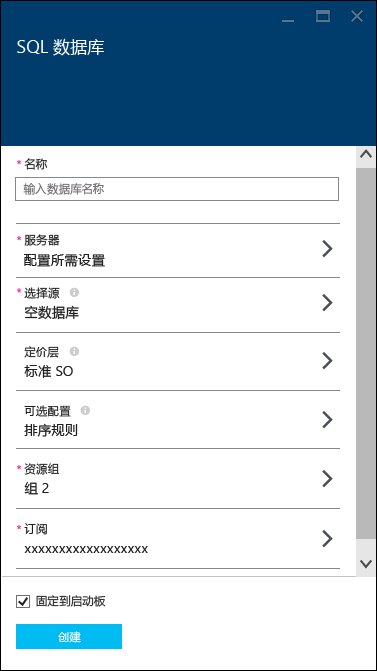 SQL 数据库
* 名称
输入数据库名称
* 服务器
配置所需设置
* 选择源
空数据库
定价层
标准 SO
可选配置
排序规则
* 资源组
组 2
* 订阅
xxxxxxxxxxxxxxxxxx
固定到启动板
创建